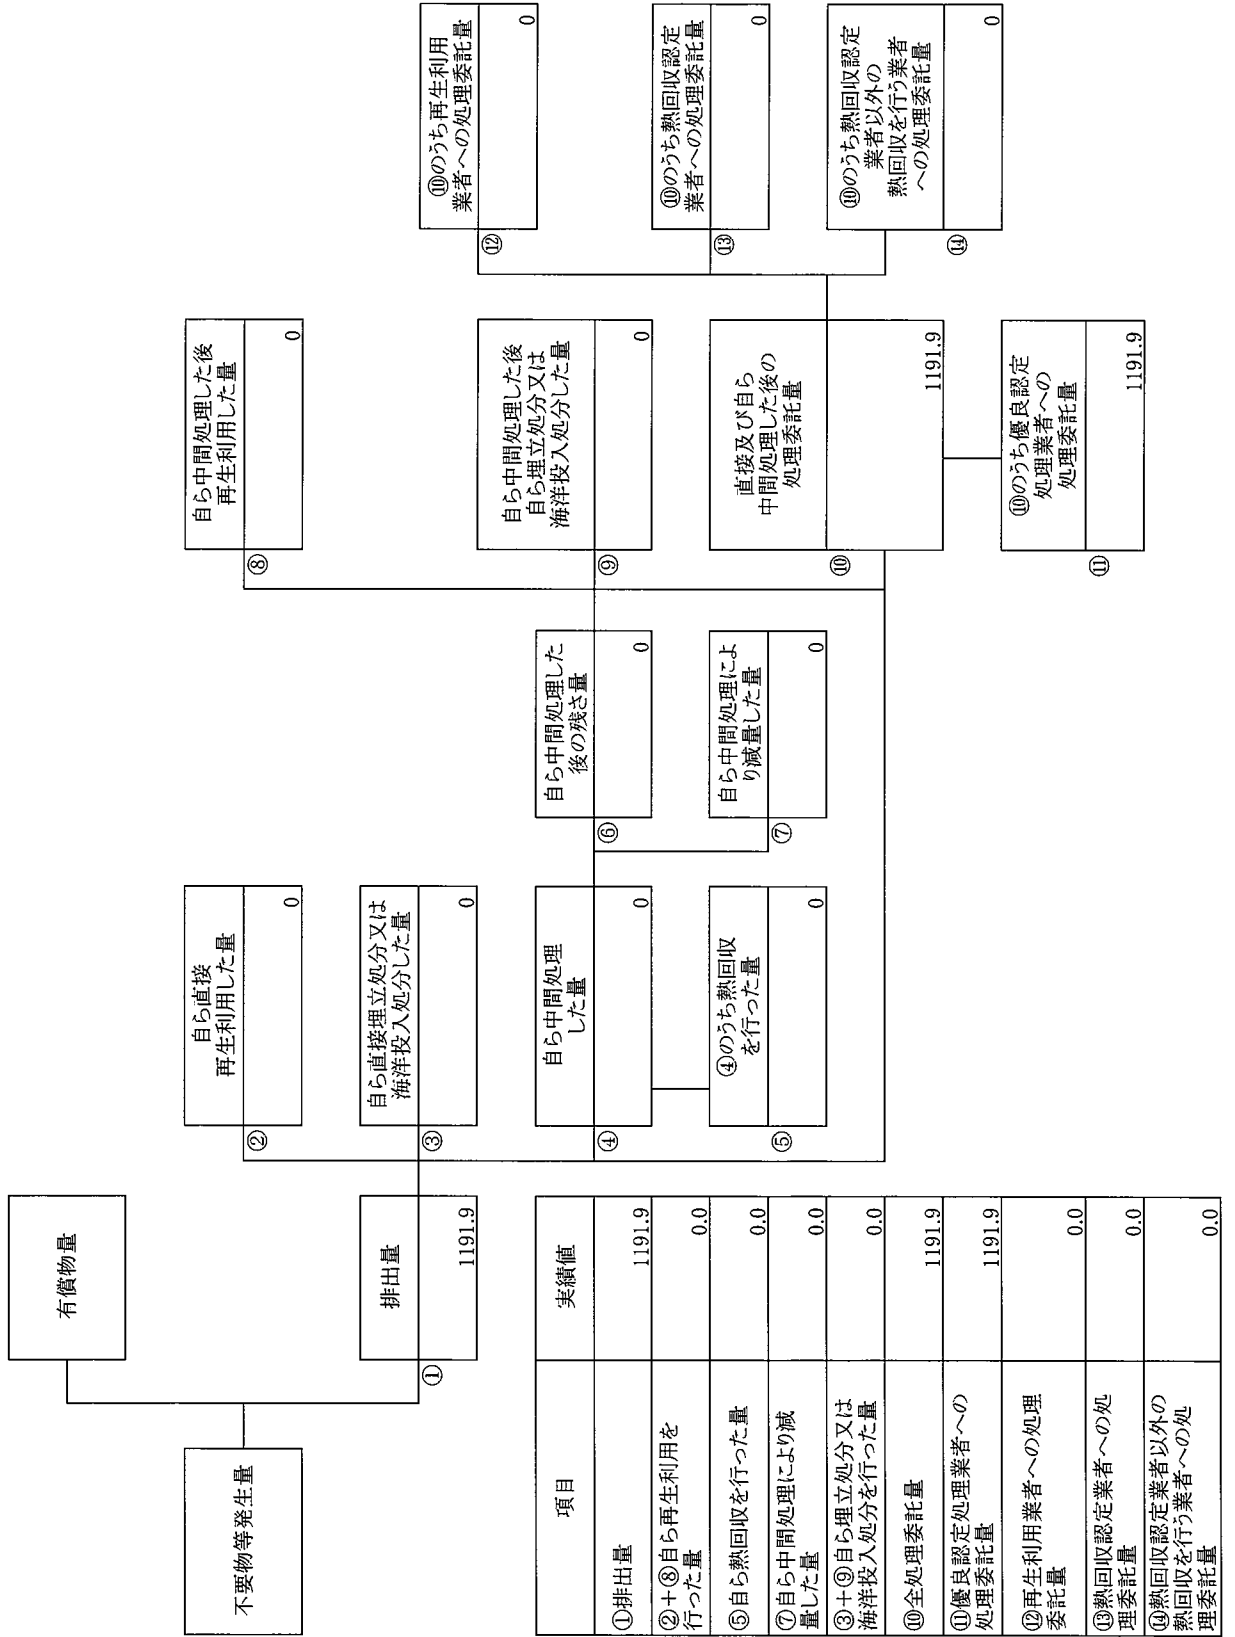 不要物等発生量
有償物量
排出量
①
1191.9
自ら直接
再生利用した量
②
0
自ら直接埋立処分又は
海洋投入処分した量
③
0
自ら中間処理
した量
④
0
④のうち熱回収
を行った量
⑤
0
自ら中間処理した
後の残さ量
⑥
0
自ら中間処理によ
り減量した量
⑦
0
自ら中間処理した後
再生利用した量
⑧
0
自ら中間処理した後
自ら埋立処分又は
海洋投入処分した量
⑨
0
直接及び自ら
中間処理した後の
処理委託量
⑩
1191.9
⑩のうち優良認定
処理業者への
処理委託量
⑪
1191.9
⑩のうち再生利用
業者への処理委託量
⑫
0
⑩のうち熱回収認定
業者への処理委託量
⑬
0
⑩のうち熱回収認定
業者以外の
熱回収を行う業者
への処理委託量
⑭
0
項目 実績値
①排出量 1191.9
②+⑧自ら再生利用を
行った量 0.0
⑤自ら熱回収を行った量 0.0
⑦自ら中間処理により減
量した量 0.0
③+⑨自ら埋立処分又は
海洋投入処分を行った量 0.0
⑩全処理委託量 1191.9
⑪優良認定処理業者への
処理委託量 1191.9
⑫再生利用業者への処理
委託量 0.0
⑬熱回収認定業者への処
理委託量 0.0
⑭熱回収認定業者以外の
熱回収を行う業者への処
理委託量 0.0